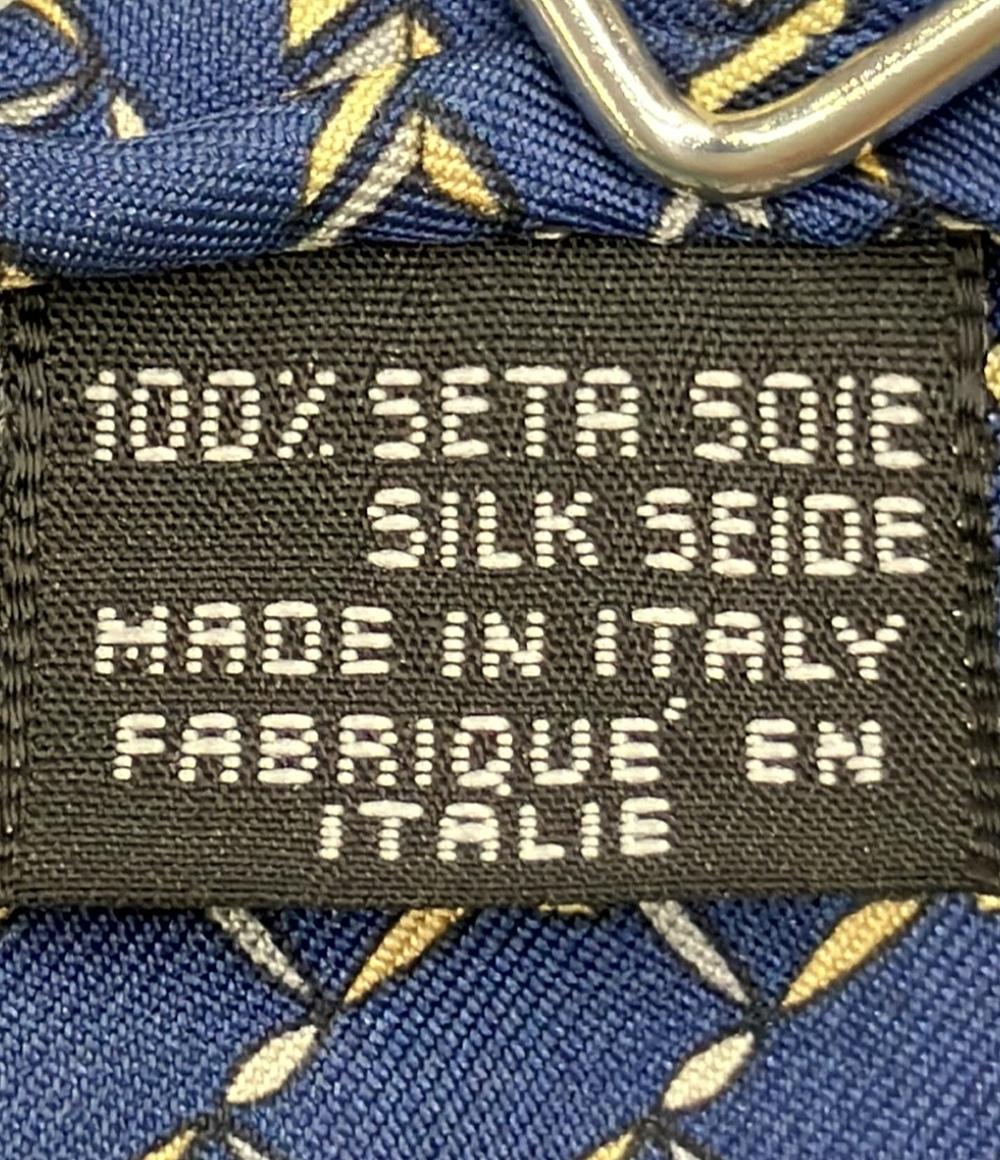 100% SETA SOIE
SILK SEIDE
MADE IN ITALY
FABRIQUE' EN
ITALIE